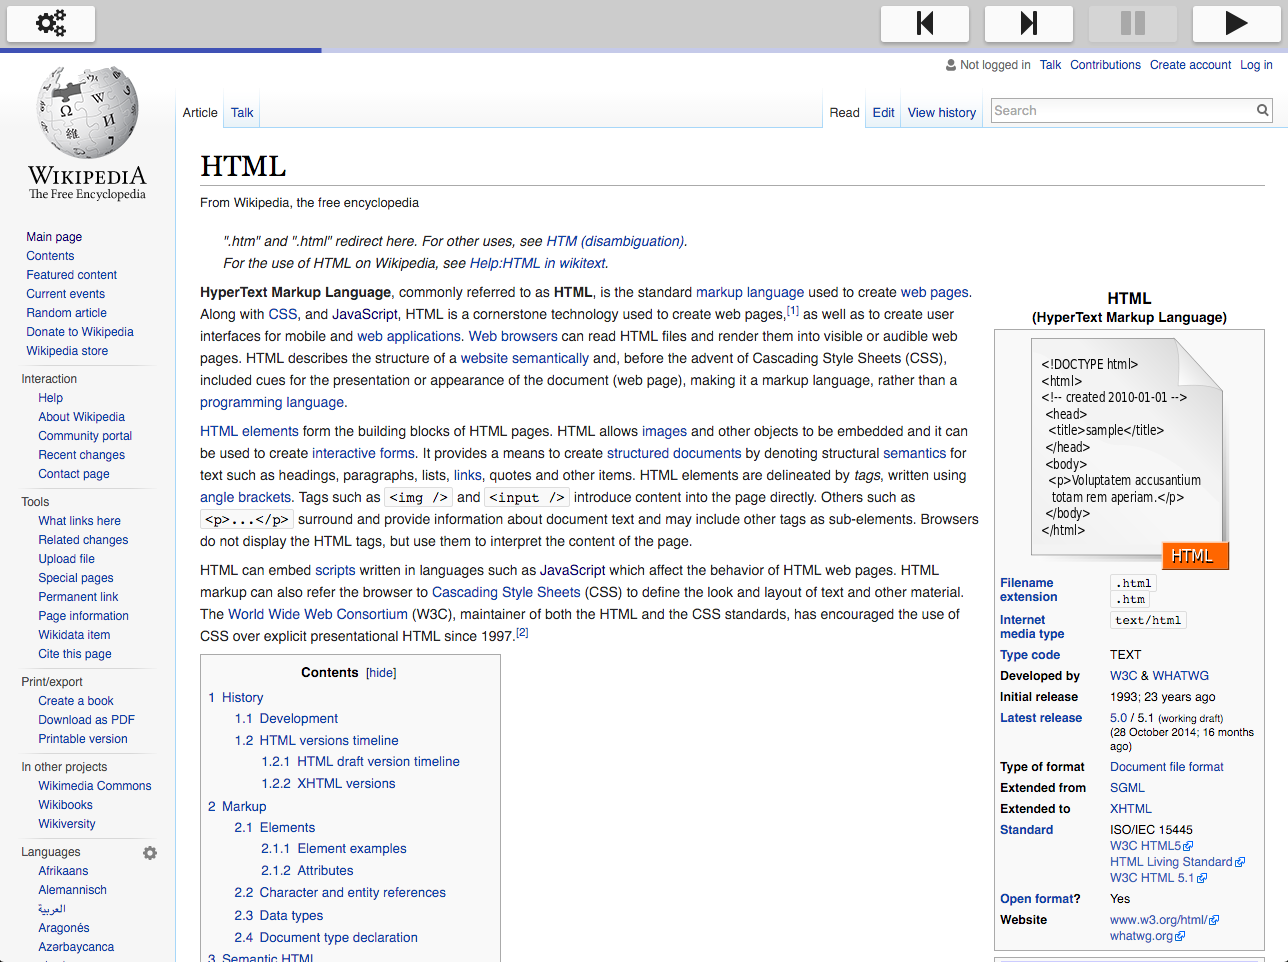 Not logged in Talk Contributions Create account Log in
Article Talk Read Edit View history Search
WIKIPEDIA
The Free Encyclopedia
Main page
Contents
Featured content
Current events
Random article
Donate to Wikipedia
Wikipedia store
Interaction
Help
About Wikipedia
Community portal
Recent changes
Contact page
Tools
What links here
Related changes
Upload file
Special pages
Permanent link
Page information
Wikidata item
Cite this page
Print/export
Create a book
Download as PDF
Printable version
In other projects
Wikimedia Commons
Wikibooks
Wikiversity
Languages
Afrikaans
Alemannisch
العربية
Aragonés
Azərbaycanca
HTML
From Wikipedia, the free encyclopedia
".htm" and ".html" redirect here. For other uses, see HTM (disambiguation).
For the use of HTML on Wikipedia, see Help:HTML in wikitext.
HyperText Markup Language, commonly referred to as HTML, is the standard markup language used to create web pages.
Along with CSS, and JavaScript, HTML is a cornerstone technology used to create web pages,[1] as well as to create user
interfaces for mobile and web applications. Web browsers can read HTML files and render them into visible or audible web
pages. HTML describes the structure of a website semantically and, before the advent of Cascading Style Sheets (CSS),
included cues for the presentation or appearance of the document (web page), making it a markup language, rather than a
programming language.
HTML elements form the building blocks of HTML pages. HTML allows images and other objects to be embedded and it can
be used to create interactive forms. It provides a means to create structured documents by denoting structural semantics for
text such as headings, paragraphs, lists, links, quotes and other items. HTML elements are delineated by tags, written using
angle brackets. Tags such as <img /> and <input /> introduce content into the page directly. Others such as
<p>...</p> surround and provide information about document text and may include other tags as sub-elements. Browsers
do not display the HTML tags, but use them to interpret the content of the page.
HTML can embed scripts written in languages such as JavaScript which affect the behavior of HTML web pages. HTML
markup can also refer the browser to Cascading Style Sheets (CSS) to define the look and layout of text and other material.
The World Wide Web Consortium (W3C), maintainer of both the HTML and the CSS standards, has encouraged the use of
CSS over explicit presentational HTML since 1997.[2]
Contents [hide]
1 History
1.1 Development
1.2 HTML versions timeline
1.2.1 HTML draft version timeline
1.2.2 XHTML versions
2 Markup
2.1 Elements
2.1.1 Element examples
2.1.2 Attributes
2.2 Character and entity references
2.3 Data types
2.4 Document type declaration
3 Semantic HTML
HTML
(HyperText Markup Language)
<!DOCTYPE html>
<html>
<!-- created 2010-01-01 -->
<head>
<title>sample</title>
</head>
<body>
<p>Voluptatem accusantium
totam rem aperiam.</p>
</body>
</html>
HTML
Filename .html
extension .htm
Internet text/html
media type
Type code TEXT
Developed by W3C & WHATWG
Initial release 1993; 23 years ago
Latest release 5.0 / 5.1 (working draft)
(28 October 2014; 16 months
ago)
Type of format Document file format
Extended from SGML
Extended to XHTML
Standard ISO/IEC 15445
W3C HTML5
HTML Living Standard
W3C HTML 5.1
Open format? Yes
Website www.w3.org/html/
whatwg.org